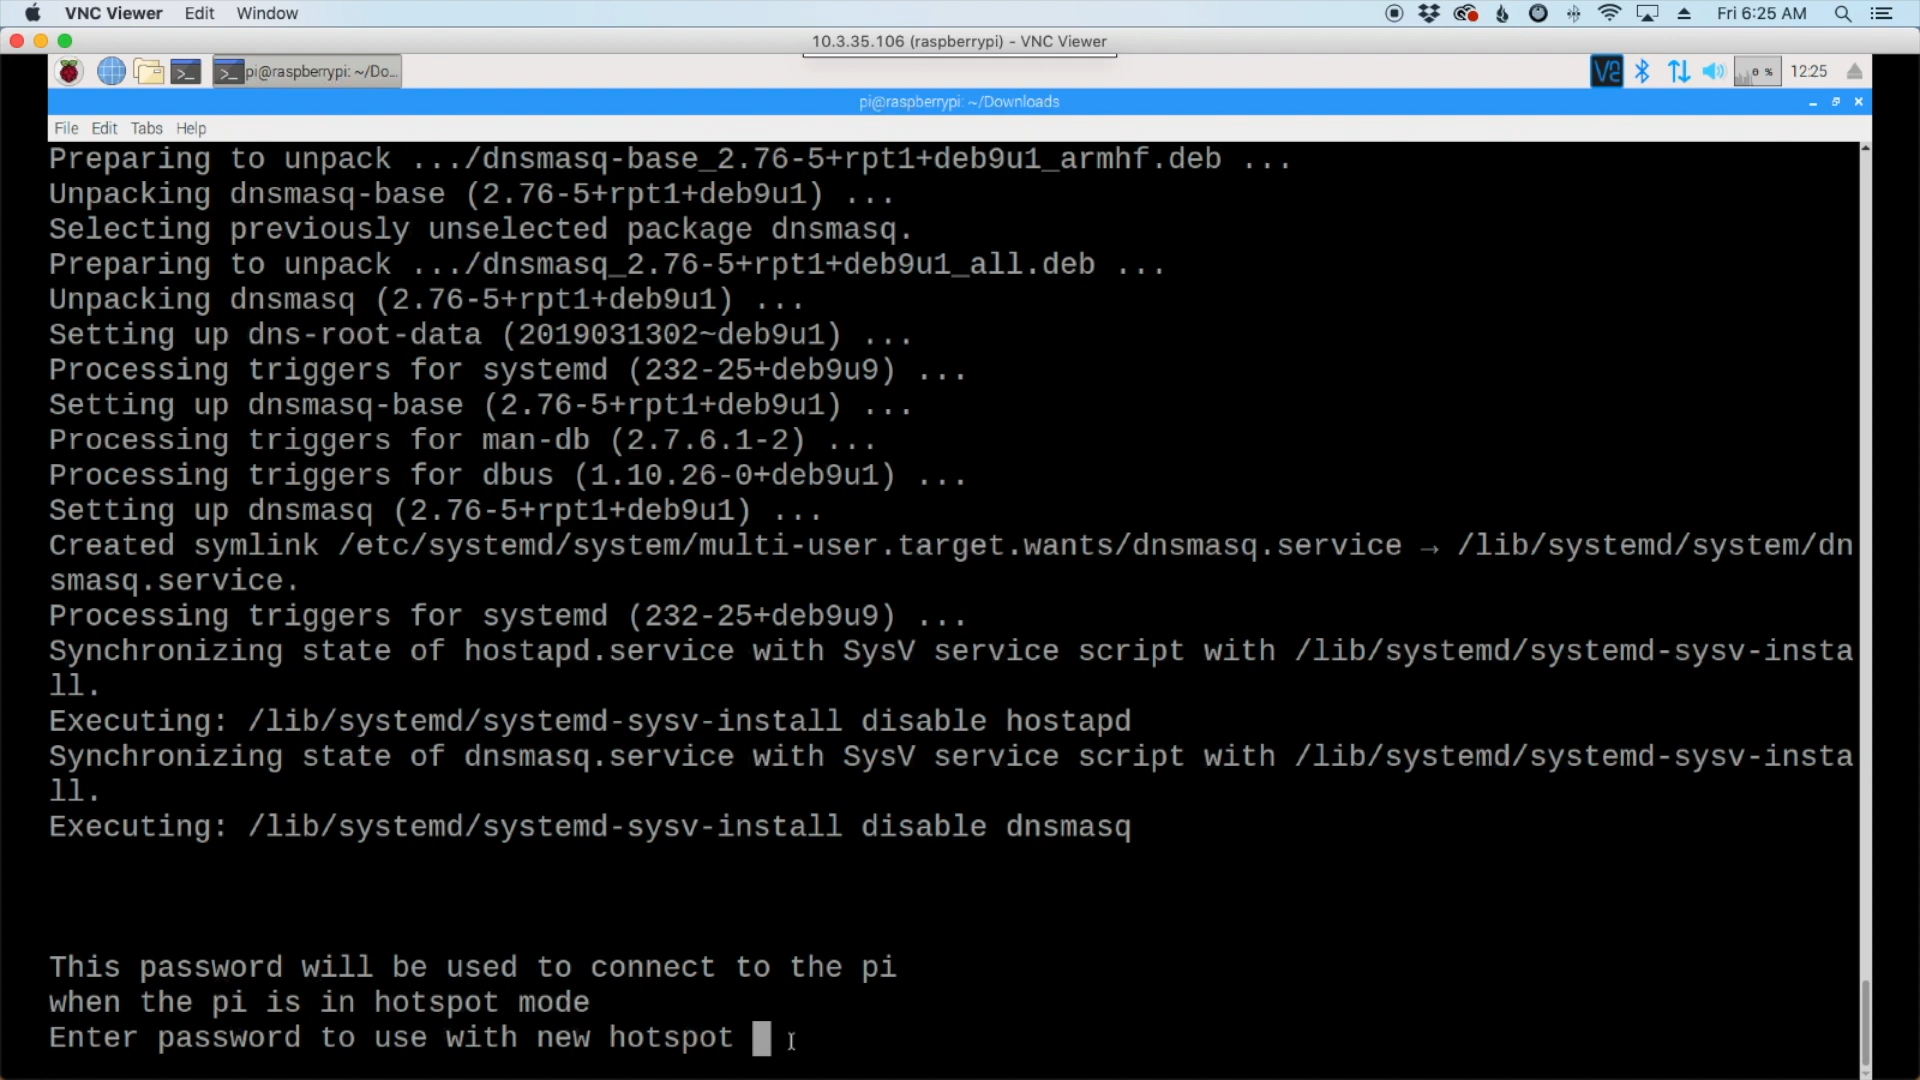 VNC Viewer Edit Window Fri 6:25 AM
10.3.35.106 (raspberrypi) - VNC Viewer
pi@raspberrypi: ~/Do... 0 % 12:25
pi@raspberrypi: ~/Downloads
File Edit Tabs Help
Preparing to unpack .../dnsmasq-base_2.76-5+rpt1+deb9u1_armhf.deb ...
Unpacking dnsmasq-base (2.76-5+rpt1+deb9u1) ...
Selecting previously unselected package dnsmasq.
Preparing to unpack .../dnsmasq_2.76-5+rpt1+deb9u1_all.deb ...
Unpacking dnsmasq (2.76-5+rpt1+deb9u1) ...
Setting up dns-root-data (2019031302~deb9u1) ...
Processing triggers for systemd (232-25+deb9u9) ...
Setting up dnsmasq-base (2.76-5+rpt1+deb9u1) ...
Processing triggers for man-db (2.7.6.1-2) ...
Processing triggers for dbus (1.10.26-0+deb9u1) ...
Setting up dnsmasq (2.76-5+rpt1+deb9u1) ...
Created symlink /etc/systemd/system/multi-user.target.wants/dnsmasq.service → /lib/systemd/system/dn
smasq.service.
Processing triggers for systemd (232-25+deb9u9) ...
Synchronizing state of hostapd.service with SysV service script with /lib/systemd/systemd-sysv-insta
ll.
Executing: /lib/systemd/systemd-sysv-install disable hostapd
Synchronizing state of dnsmasq.service with SysV service script with /lib/systemd/systemd-sysv-insta
ll.
Executing: /lib/systemd/systemd-sysv-install disable dnsmasq
This password will be used to connect to the pi
when the pi is in hotspot mode
Enter password to use with new hotspot